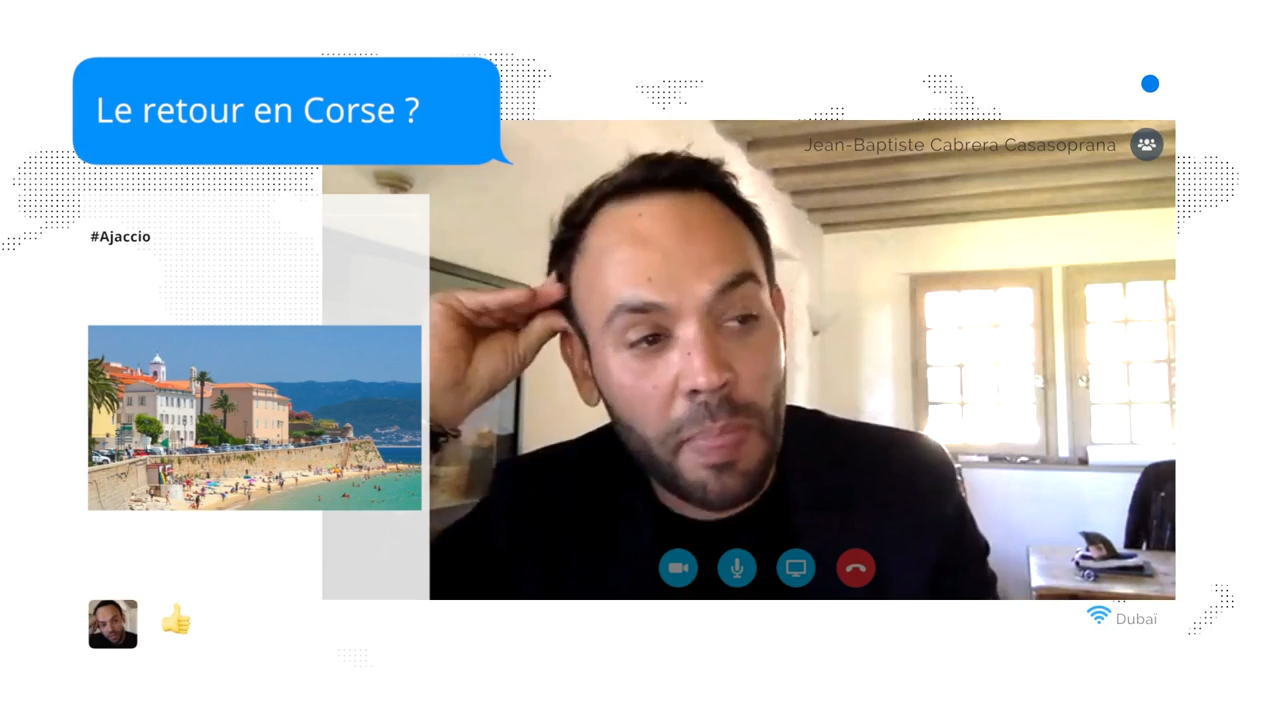 Le retour en Corse ?
Jean-Baptiste Cabrera Casasoprana
#Ajaccio
Dubaï